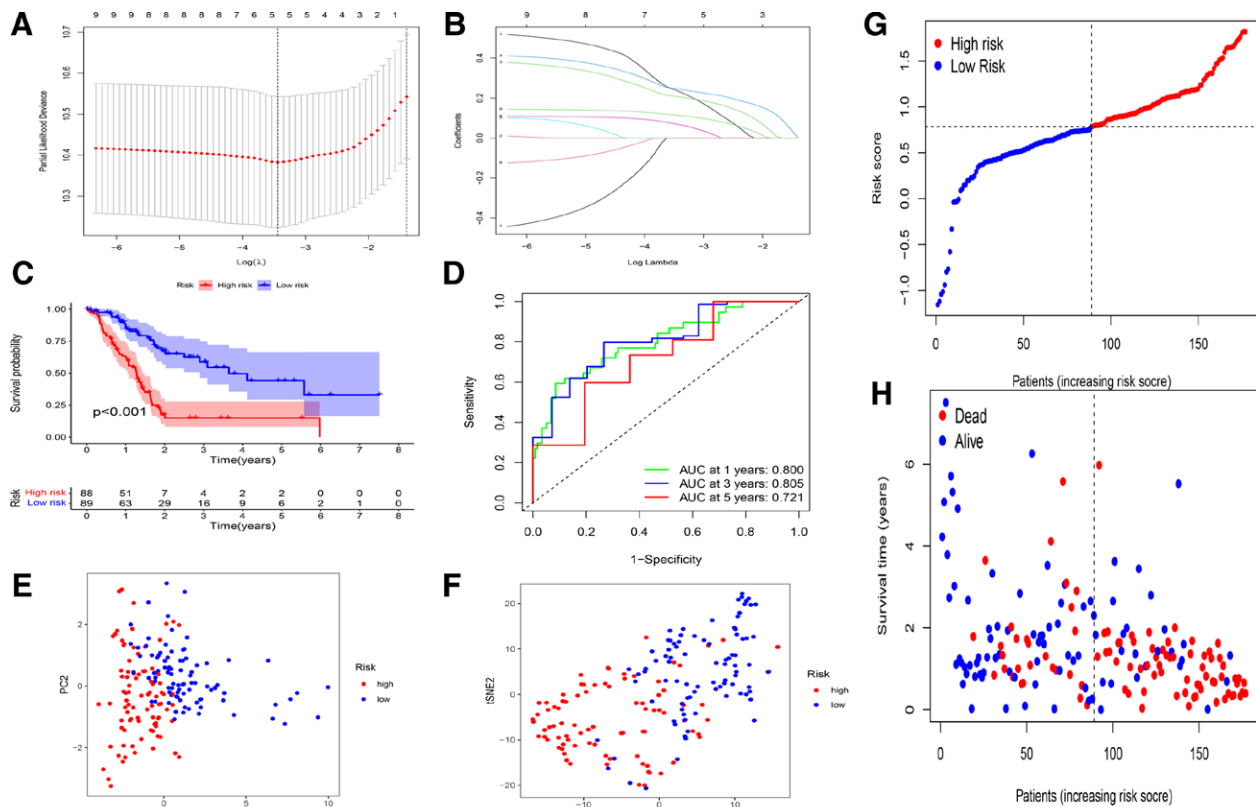 A
9 9 9 8 8 8 8 7 6 5 5 4 4 3 2 1
Partial Likelihood Deviance
10.7
10.6
10.5
10.4
10.3
−6 −5 −4 −3 −2
Log(λ)
B
9 8 7 5 3
Coefficients
0.4
0.2
0.0
−0.2
−0.4
−6 −5 −4 −3 −2
Log Lambda
C
Risk High risk Low risk
Survival probability
1.00
0.75
0.50
0.25
0.00
p<0.001
0 1 2 3 4 5 6 7 8
Time(years)
Risk
High risk 88 51 7 4 2 2 0 0 0
Low risk 89 63 29 16 9 6 2 1 0
0 1 2 3 4 5 6 7 8
Time(years)
D
Sensitivity
1.0
0.8
0.6
0.4
0.2
0.0
AUC at 1 years: 0.800
AUC at 3 years: 0.805
AUC at 5 years: 0.721
0.0 0.2 0.4 0.6 0.8 1.0
1−Specificity
E
PC2
2
0
−2
0 5 10
Risk
high
low
F
tSNE2
20
10
0
−10
−20
−10 0 10
Risk
high
low
G
High risk
Low Risk
Risk score
1.5
1.0
0.5
0.0
−0.5
−1.0
0 50 100 150
Patients (increasing risk socre)
H
Dead
Alive
Survival time (years)
6
4
2
0
0 50 100 150
Patients (increasing risk socre)